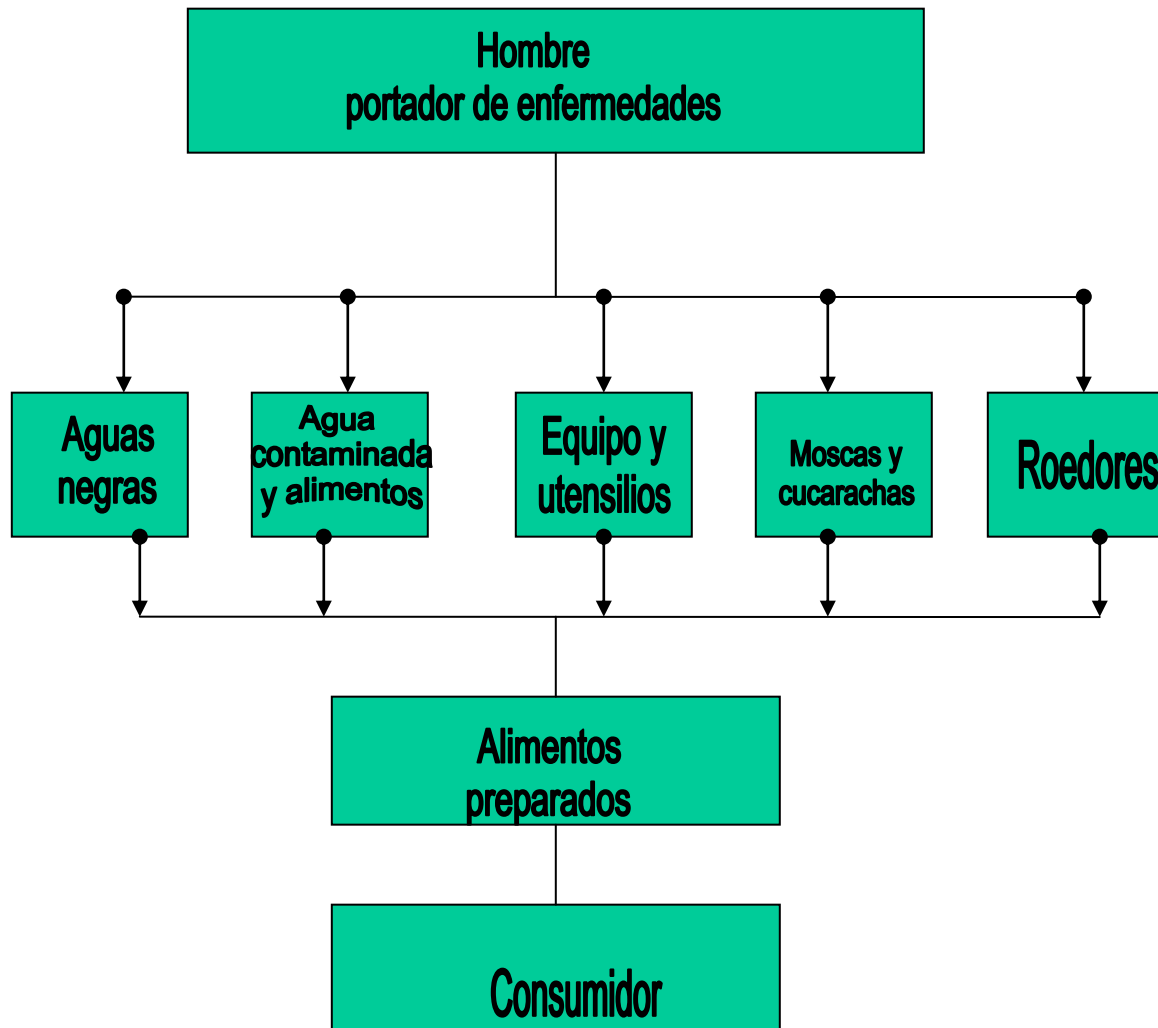 Hombre
portador de enfermedades
Aguas
negras
Agua
contaminada
y alimentos
Equipo y
utensilios
Moscas y
cucarachas
Roedores
Alimentos
preparados
Consumidor